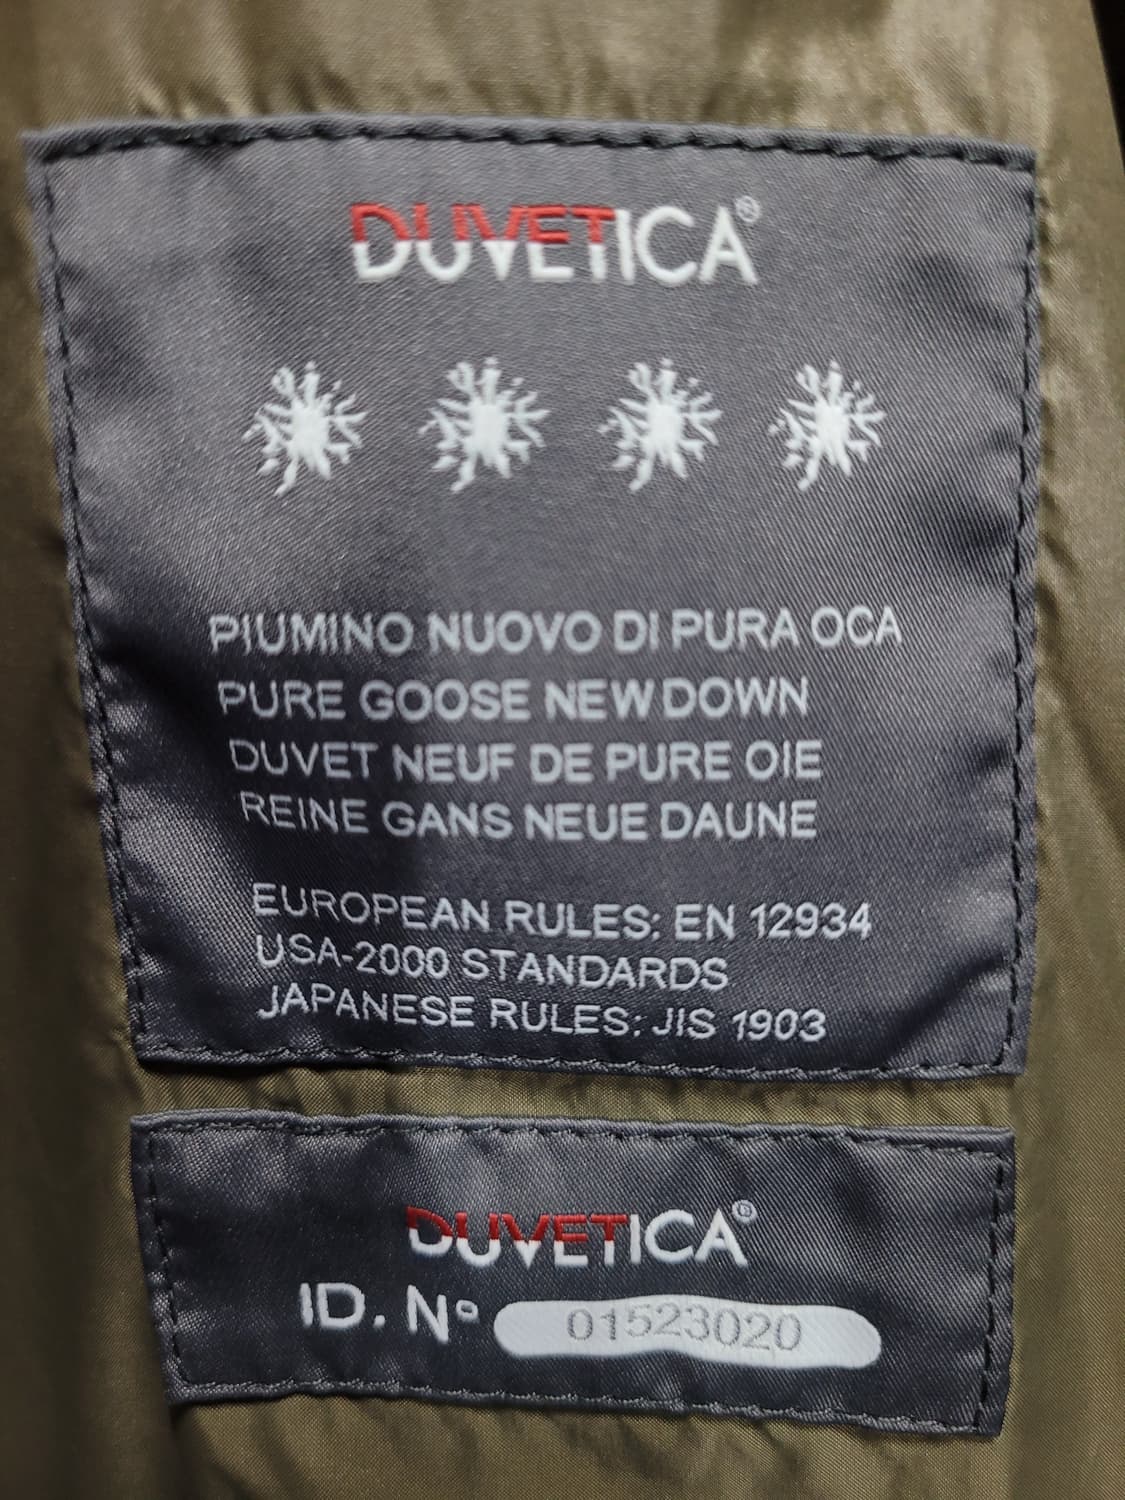 DUVETICA®
PIUMINO NUOVO DI PURA OCA
PURE GOOSE NEW DOWN
DUVET NEUF DE PURE OIE
REINE GANS NEUE DAUNE
EUROPEAN RULES: EN 12934
USA-2000 STANDARDS
JAPANESE RULES: JIS 1903
DUVETICA®
ID. Nº 01523020